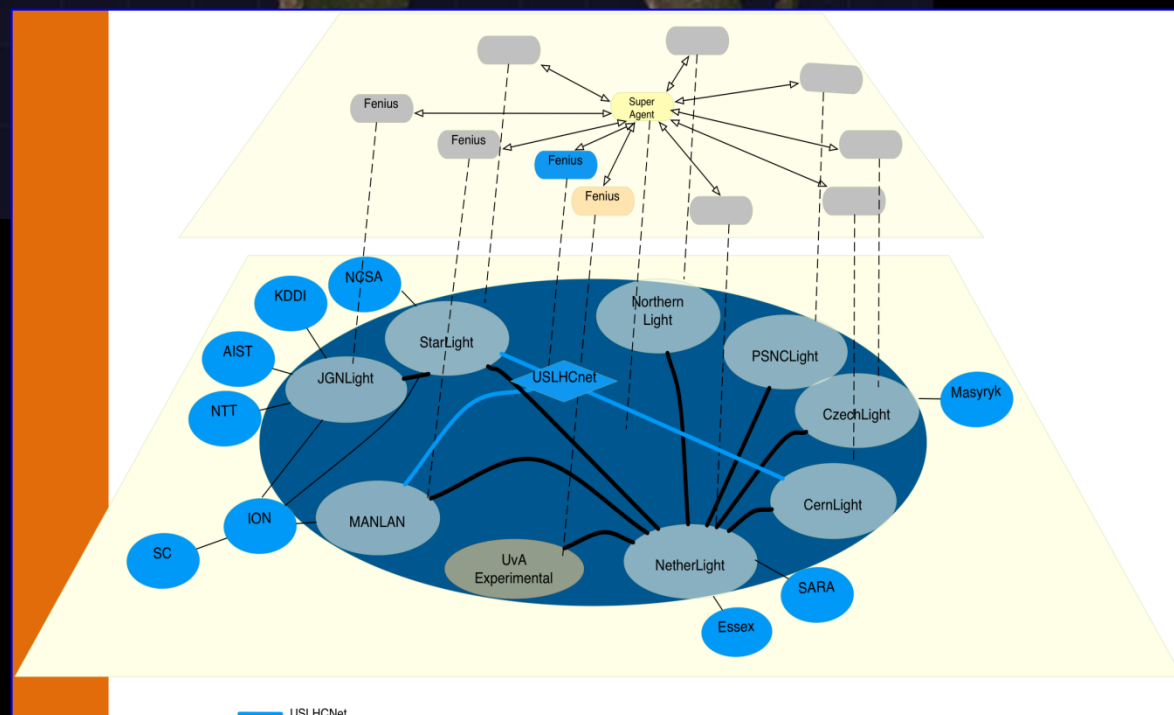 Super
Agent
Fenius
Fenius
Fenius
Fenius
NCSA
KDDI
Northern
Light
StarLight
AIST
PSNCLight
JGNLight
USLHCnet
Masyryk
NTT
CzechLight
CernLight
ION
MANLAN
SC
UvA
Experimental
NetherLight
SARA
Essex
USLHCNet